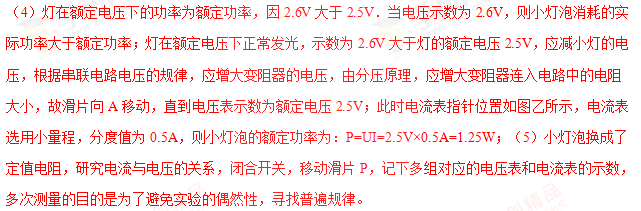 （4）灯在额定电压下的功率为额定功率，因 2.6V 大于 2.5V，当电压示数为 2.6V，则小灯泡消耗的实
际功率大于额定功率；灯在额定电压下正常发光，示数为 2.6V 大于灯的额定电压 2.5V，应减小灯的电
压，根据串联电路电压的规律，应增大变阻器的电压，由分压原理，应增大变阻器连入电路中的电阻
大小，故滑片向 A 移动，直到电压表示数为额定电压 2.5V；此时电流表指针位置如图乙所示，电流表
选用小量程，分度值为 0.5A，则小灯泡的额定功率为：P=UI=2.5V×0.5A=1.25W；（5）小灯泡换成了
定值电阻，研究电流与电压的关系，闭合开关，移动滑片 P，记下多组对应的电压表和电流表的示数，
多次测量的目的是为了避免实验的偶然性，寻找普遍规律。